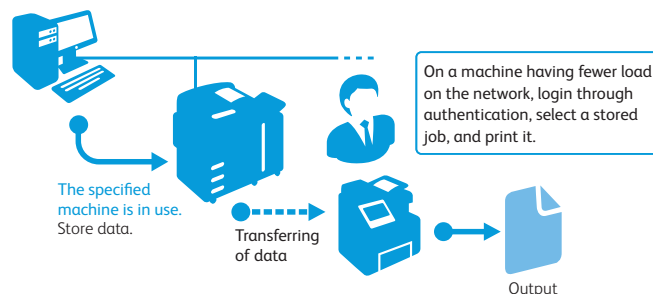 On a machine having fewer load
on the network, login through
authentication, select a stored
job, and print it.
The specified
machine is in use.
Store data.
Transferring
of data
Output